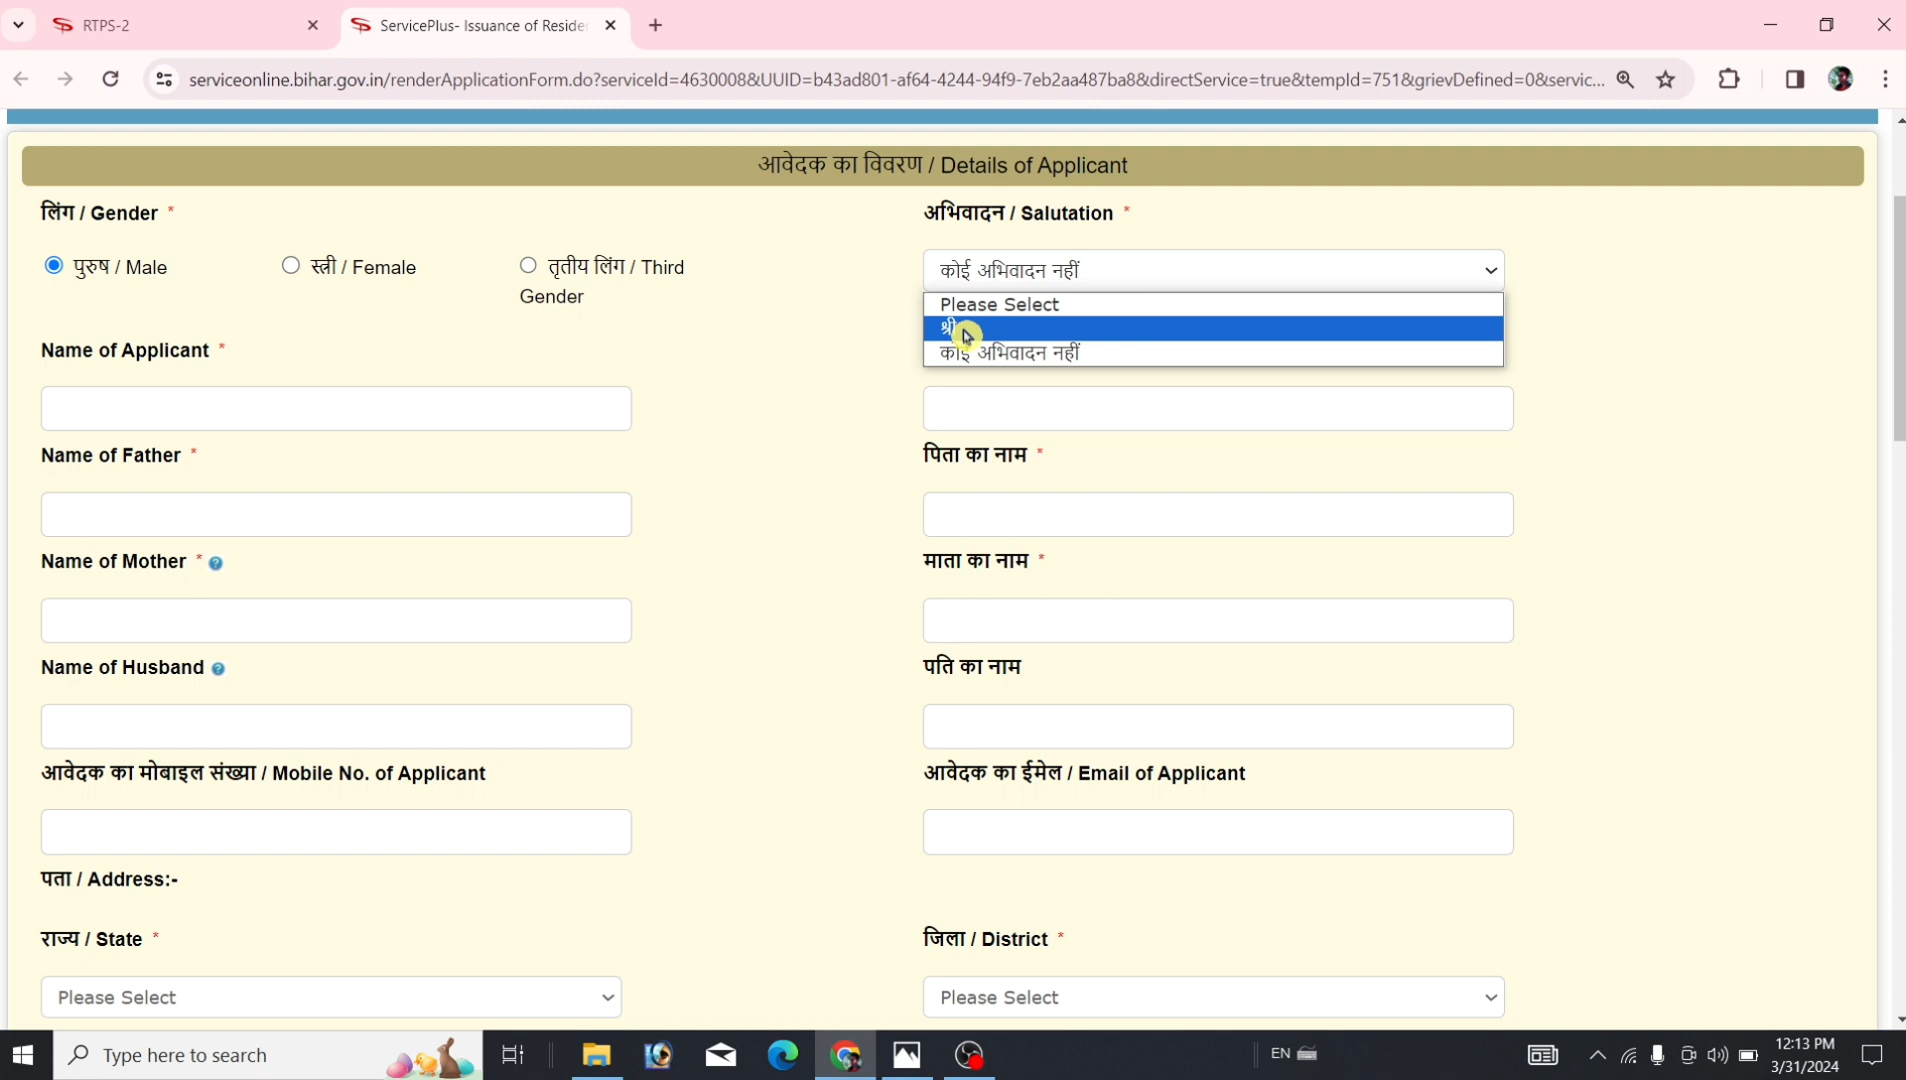 RTPS-2
ServicePlus- Issuance of Reside
serviceonline.bihar.gov.in/renderApplicationForm.do?serviceId=4630008&UUID=b43ad801-af64-4244-94f9-7eb2aa487ba8&directService=true&tempId=751&grievDefined=0&servic...
आवेदक का विवरण / Details of Applicant
लिंग / Gender *
अभिवादन / Salutation *
पुरुष / Male
स्त्री / Female
तृतीय लिंग / Third
Gender
कोई अभिवादन नहीं
Please Select
श्री
कोई अभिवादन नहीं
Name of Applicant *
Name of Father *
पिता का नाम *
Name of Mother *
माता का नाम *
Name of Husband
पति का नाम
आवेदक का मोबाइल संख्या / Mobile No. of Applicant
आवेदक का ईमेल / Email of Applicant
पता / Address:-
राज्य / State *
जिला / District *
Please Select
Please Select
Type here to search
EN
12:13 PM
3/31/2024